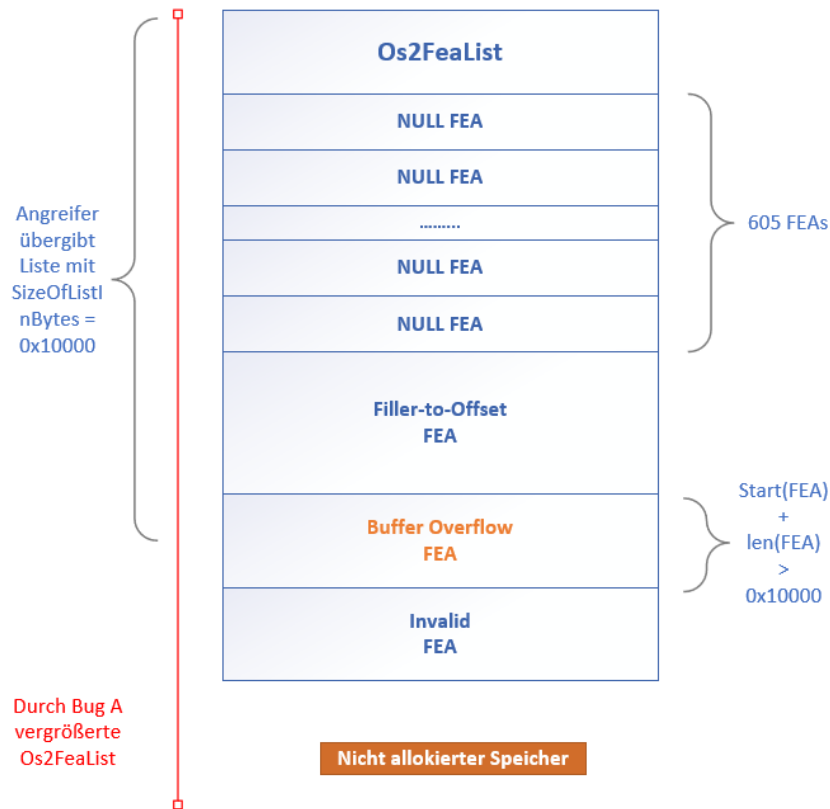 Os2FeaList
NULL FEA
NULL FEA
.........
NULL FEA
NULL FEA
Filler-to-Offset
FEA
Buffer Overflow
FEA
Invalid
FEA
Angreifer
übergibt
Liste mit
SizeOfListI
nBytes =
0x10000
605 FEAs
Start(FEA)
+
len(FEA)
>
0x10000
Durch Bug A
vergrößerte
Os2FeaList
Nicht allokierter Speicher